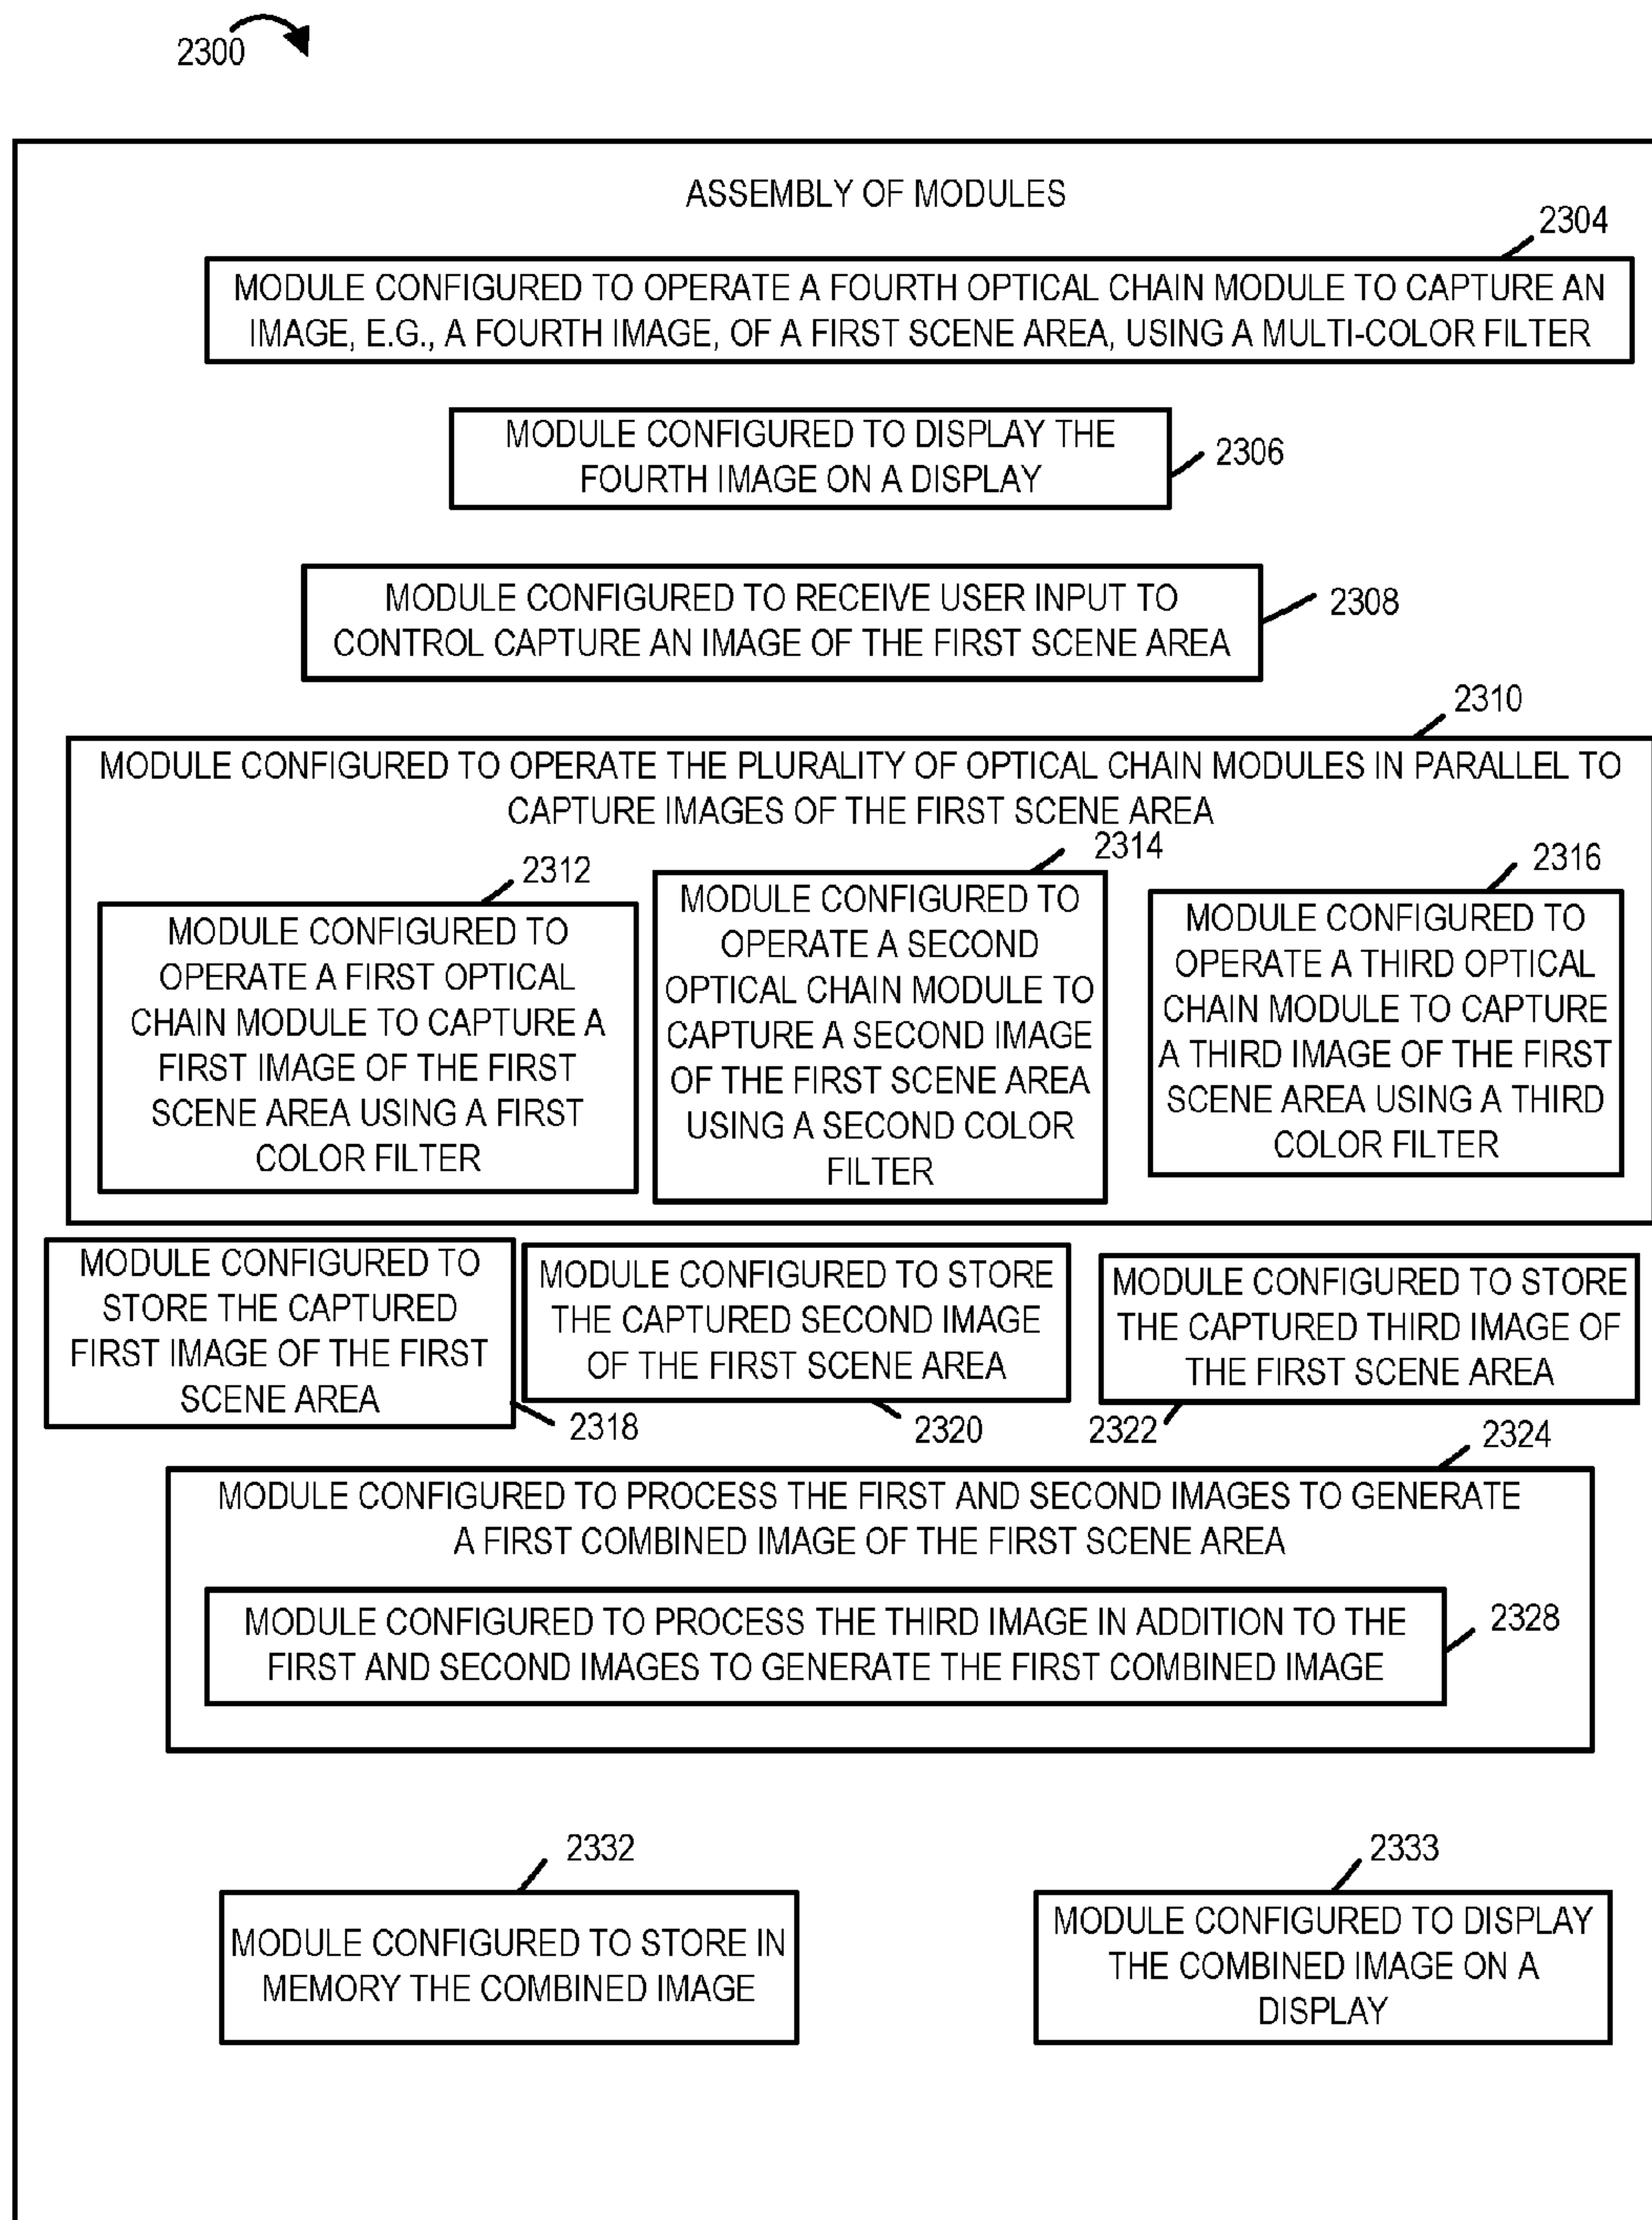 2300
ASSEMBLY OF MODULES
2304
MODULE CONFIGURED TO OPERATE A FOURTH OPTICAL CHAIN MODULE TO CAPTURE AN
IMAGE, E.G., A FOURTH IMAGE, OF A FIRST SCENE AREA, USING A MULTI-COLOR FILTER
MODULE CONFIGURED TO DISPLAY THE
FOURTH IMAGE ON A DISPLAY
2306
MODULE CONFIGURED TO RECEIVE USER INPUT TO
CONTROL CAPTURE AN IMAGE OF THE FIRST SCENE AREA
2308
2310
MODULE CONFIGURED TO OPERATE THE PLURALITY OF OPTICAL CHAIN MODULES IN PARALLEL TO
CAPTURE IMAGES OF THE FIRST SCENE AREA
2312
MODULE CONFIGURED TO
OPERATE A FIRST OPTICAL
CHAIN MODULE TO CAPTURE A
FIRST IMAGE OF THE FIRST
SCENE AREA USING A FIRST
COLOR FILTER
2314
MODULE CONFIGURED TO
OPERATE A SECOND
OPTICAL CHAIN MODULE TO
CAPTURE A SECOND IMAGE
OF THE FIRST SCENE AREA
USING A SECOND COLOR
FILTER
2316
MODULE CONFIGURED TO
OPERATE A THIRD OPTICAL
CHAIN MODULE TO CAPTURE
A THIRD IMAGE OF THE FIRST
SCENE AREA USING A THIRD
COLOR FILTER
MODULE CONFIGURED TO
STORE THE CAPTURED
FIRST IMAGE OF THE FIRST
SCENE AREA
2318
MODULE CONFIGURED TO STORE
THE CAPTURED SECOND IMAGE
OF THE FIRST SCENE AREA
2320
MODULE CONFIGURED TO STORE
THE CAPTURED THIRD IMAGE OF
THE FIRST SCENE AREA
2322
2324
MODULE CONFIGURED TO PROCESS THE FIRST AND SECOND IMAGES TO GENERATE
A FIRST COMBINED IMAGE OF THE FIRST SCENE AREA
MODULE CONFIGURED TO PROCESS THE THIRD IMAGE IN ADDITION TO THE
FIRST AND SECOND IMAGES TO GENERATE THE FIRST COMBINED IMAGE
2328
2332
MODULE CONFIGURED TO STORE IN
MEMORY THE COMBINED IMAGE
2333
MODULE CONFIGURED TO DISPLAY
THE COMBINED IMAGE ON A
DISPLAY